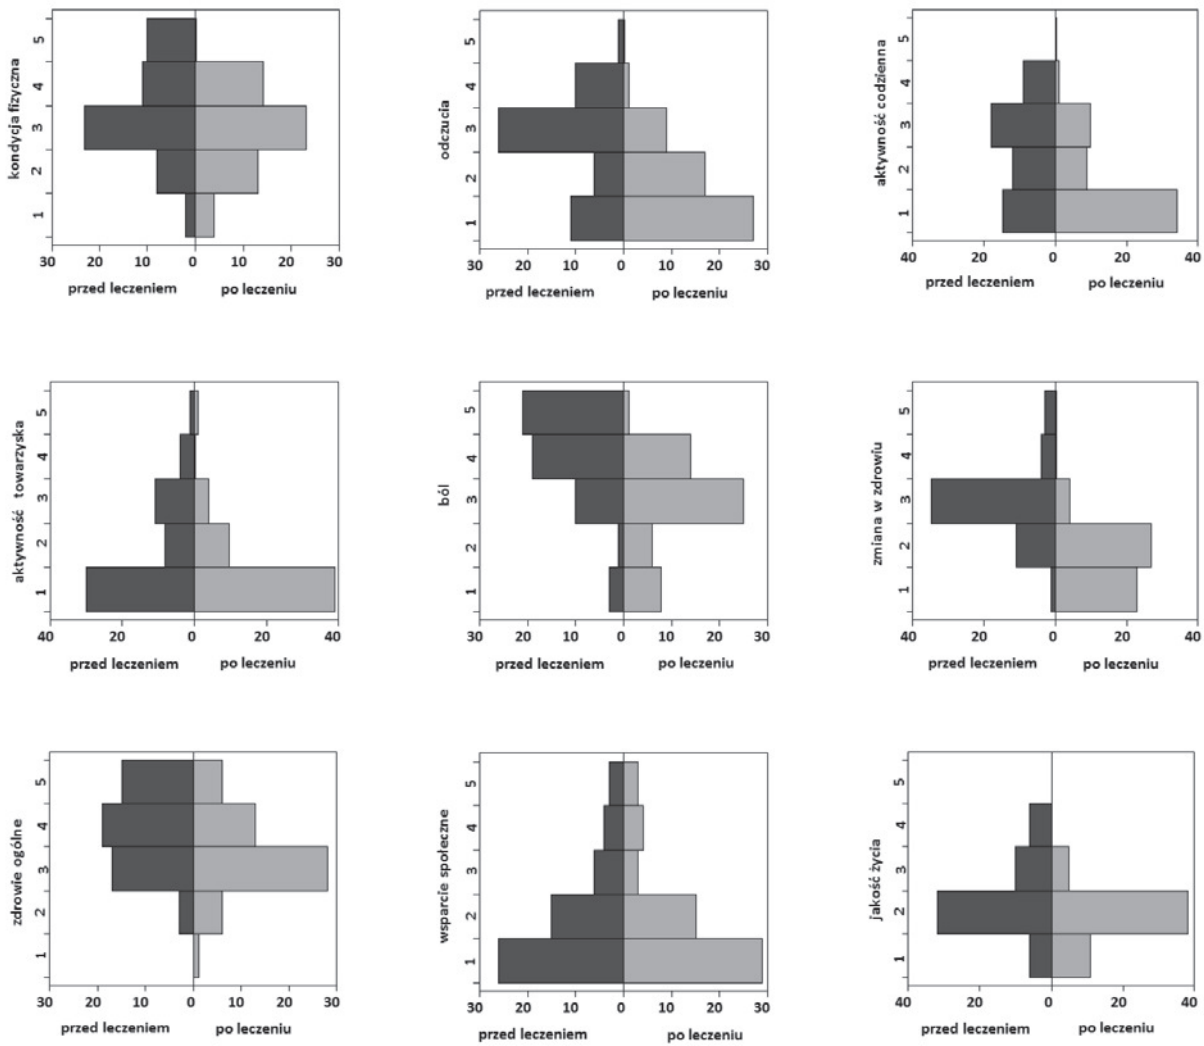 kondycja fizyczna
5
4
3
2
1
30 20 10 0 10 20 30
przed leczeniem po leczeniu
odczucia
5
4
3
2
1
30 20 10 0 10 20 30
przed leczeniem po leczeniu
aktywność codzienna
5
4
3
2
1
40 20 0 20 40
przed leczeniem po leczeniu
aktywność towarzyska
5
4
3
2
1
40 20 0 20 40
przed leczeniem po leczeniu
ból
5
4
3
2
1
30 20 10 0 10 20 30
przed leczeniem po leczeniu
zmiana w zdrowiu
5
4
3
2
1
40 20 0 20 40
przed leczeniem po leczeniu
zdrowie ogólne
5
4
3
2
1
30 20 10 0 10 20 30
przed leczeniem po leczeniu
wsparcie społeczne
5
4
3
2
1
30 20 10 0 10 20 30
przed leczeniem po leczeniu
jakość życia
5
4
3
2
1
40 20 0 20 40
przed leczeniem po leczeniu